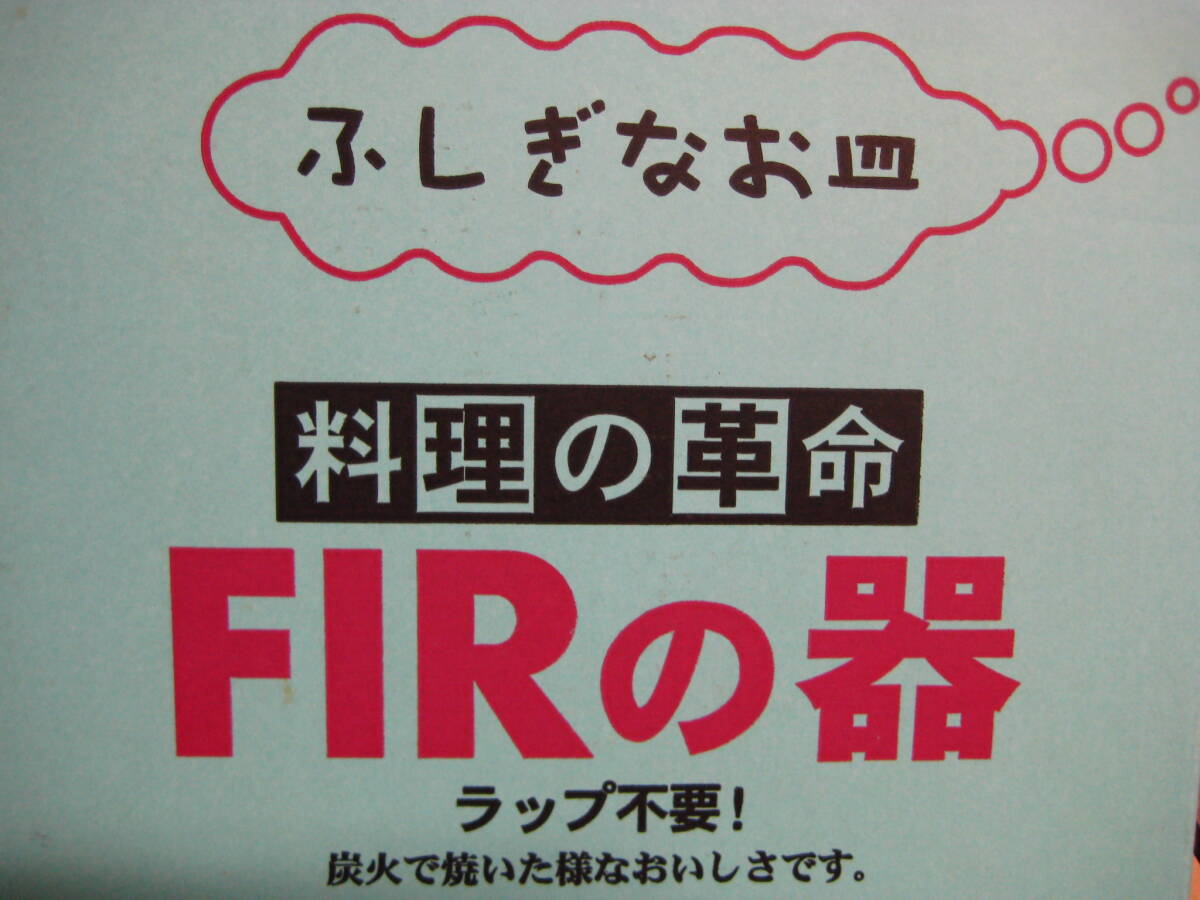 ふしぎなお皿
料理の革命
FIRの器
ラップ不要!
炭火で焼いた様なおいしさです。